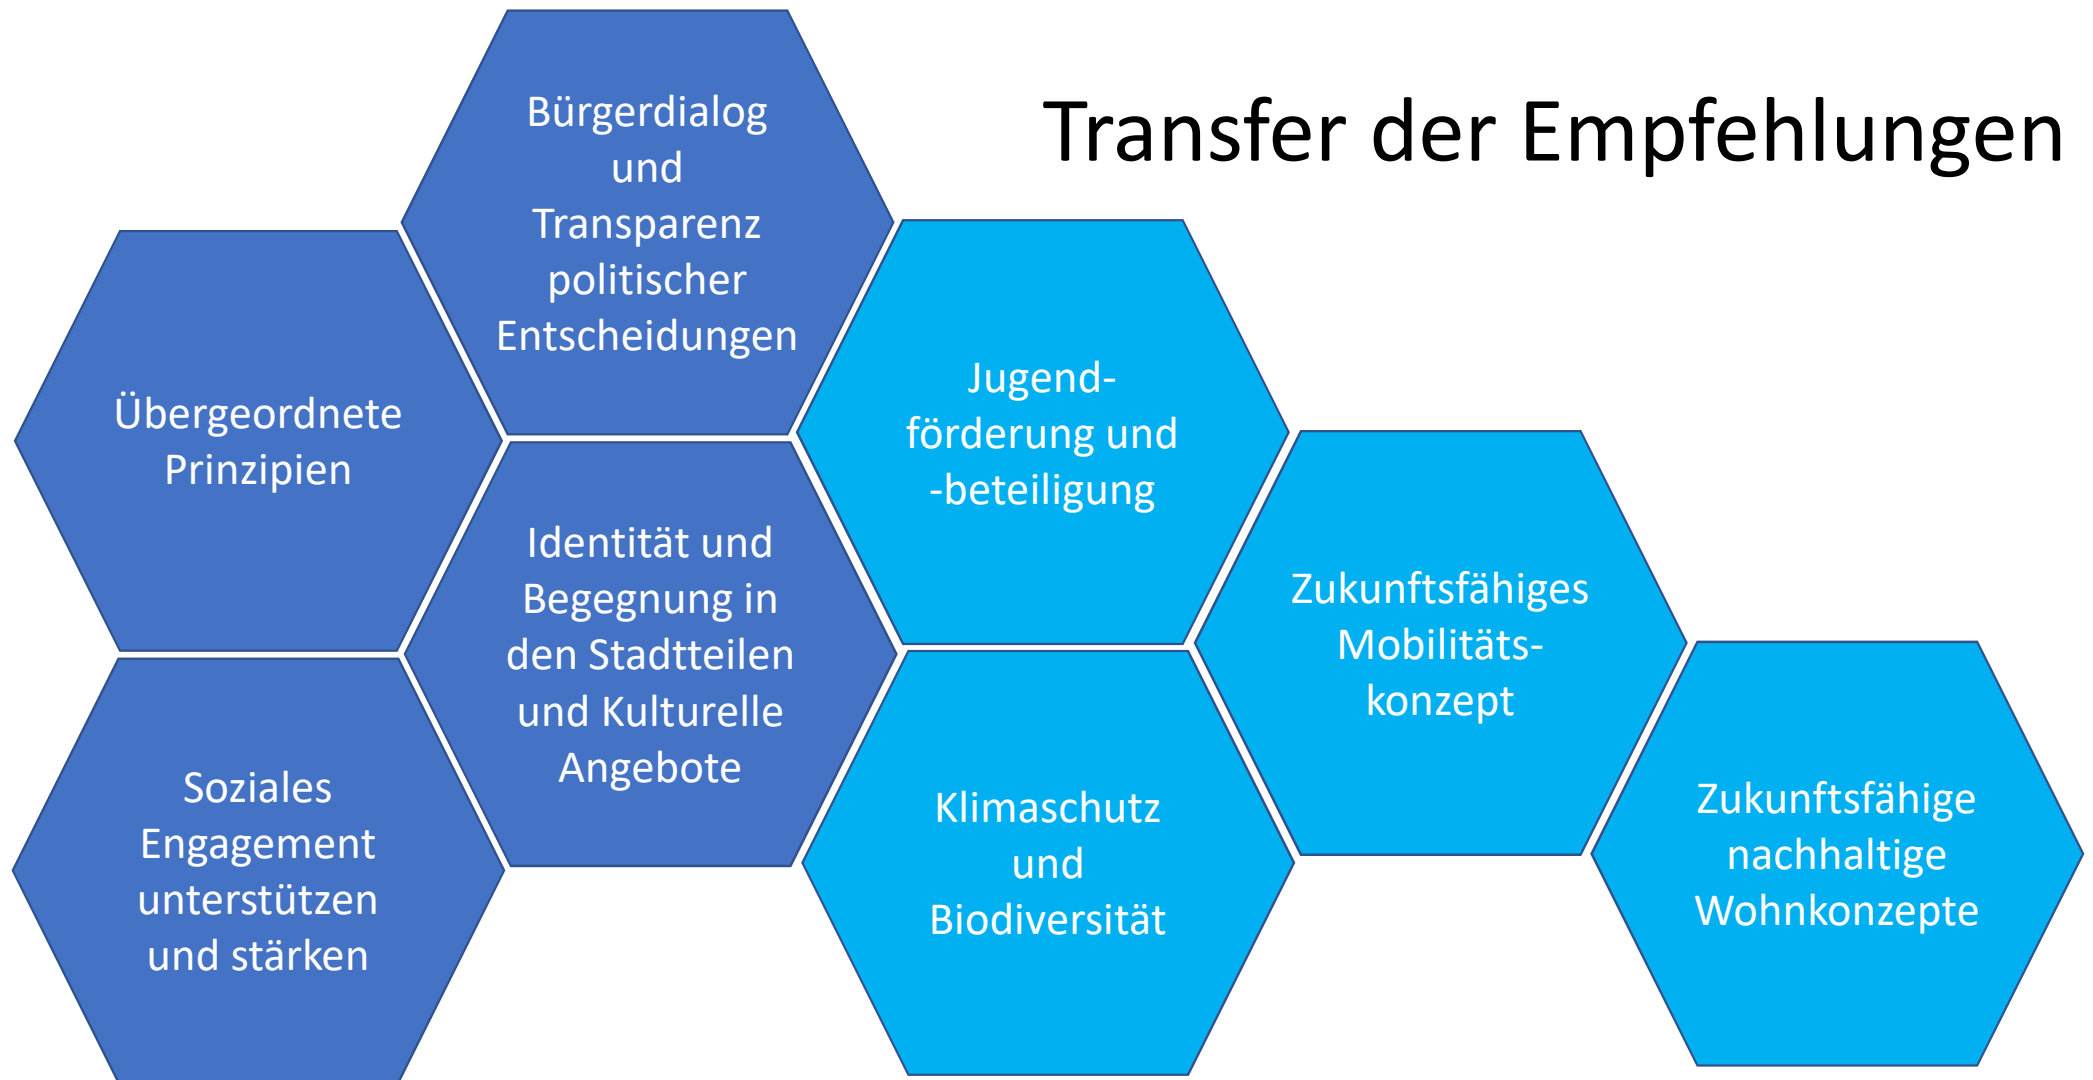 Transfer der Empfehlungen
Bürgerdialog
und
Transparenz
politischer
Entscheidungen
Übergeordnete
Prinzipien
Jugend-
förderung und
-beteiligung
Identität und
Begegnung in
den Stadtteilen
und Kulturelle
Angebote
Zukunftsfähiges
Mobilitäts-
konzept
Soziales
Engagement
unterstützen
und stärken
Klimaschutz
und
Biodiversität
Zukunftsfähige
nachhaltige
Wohnkonzepte